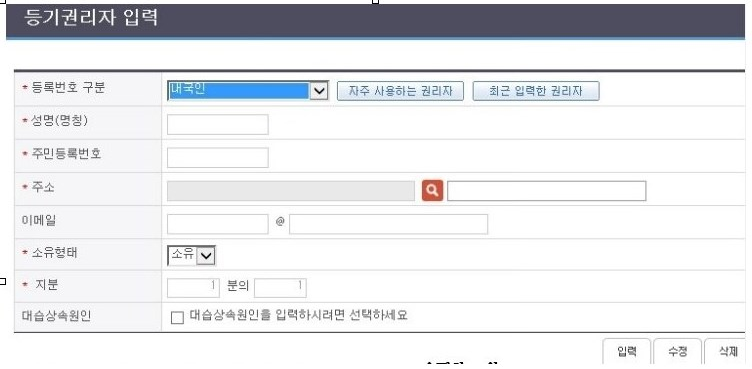 등기권리자 입력
* 등록번호 구분 내국인 자주 사용하는 권리자 최근 입력한 권리자
* 성명(명칭)
* 주민등록번호
* 주소
이메일 @
* 소유형태 소유
* 지분 1 분의 1
대습상속원인 대습상속원인을 입력하시려면 선택하세요
입력 수정 삭제